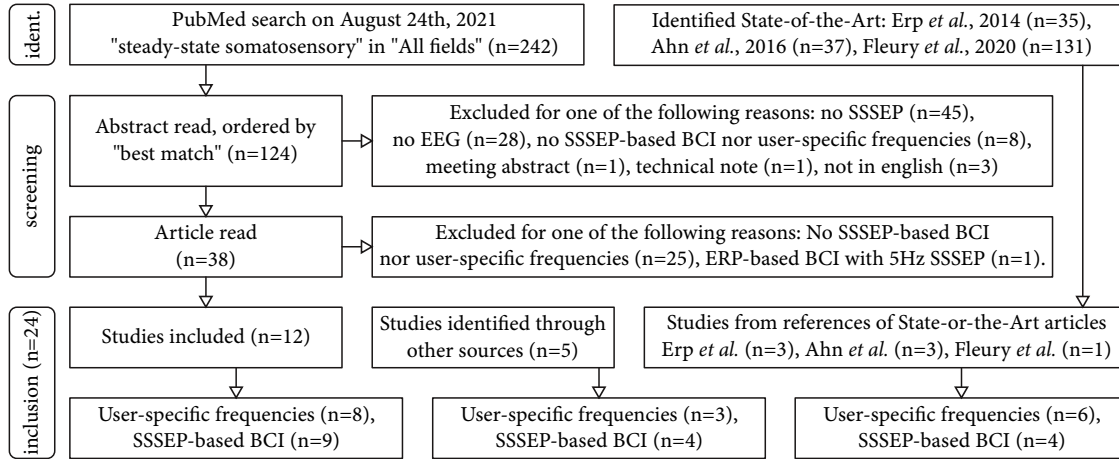 ident.
PubMed search on August 24th, 2021
"steady-state somatosensory" in "All fields" (n=242)
Identified State-of-the-Art: Erp et al., 2014 (n=35),
Ahn et al., 2016 (n=37), Fleury et al., 2020 (n=131)
screening
Abstract read, ordered by
"best match" (n=124)
Excluded for one of the following reasons: no SSSEP (n=45),
no EEG (n=28), no SSSEP-based BCI nor user-specific frequencies (n=8),
meeting abstract (n=1), technical note (n=1), not in english (n=3)
Article read
(n=38)
Excluded for one of the following reasons: No SSSEP-based BCI
nor user-specific frequencies (n=25), ERP-based BCI with 5Hz SSSEP (n=1).
inclusion (n=24)
Studies included (n=12)
Studies identified through
other sources (n=5)
Studies from references of State-or-the-Art articles
Erp et al. (n=3), Ahn et al. (n=3), Fleury et al. (n=1)
User-specific frequencies (n=8),
SSSEP-based BCI (n=9)
User-specific frequencies (n=3),
SSSEP-based BCI (n=4)
User-specific frequencies (n=6),
SSSEP-based BCI (n=4)